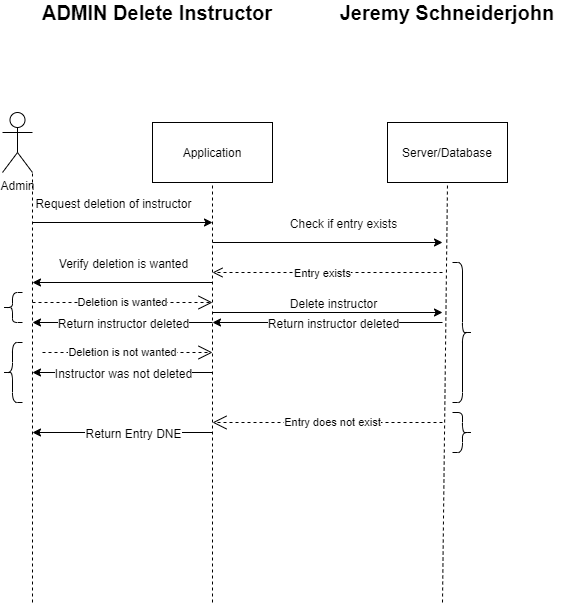 ADMIN Delete Instructor
Jeremy Schneiderjohn
Application
Server/Database
Admin
Request deletion of instructor
Check if entry exists
Verify deletion is wanted
Entry exists
Deletion is wanted
Delete instructor
Return instructor deleted
Return instructor deleted
Deletion is not wanted
Instructor was not deleted
Entry does not exist
Return Entry DNE